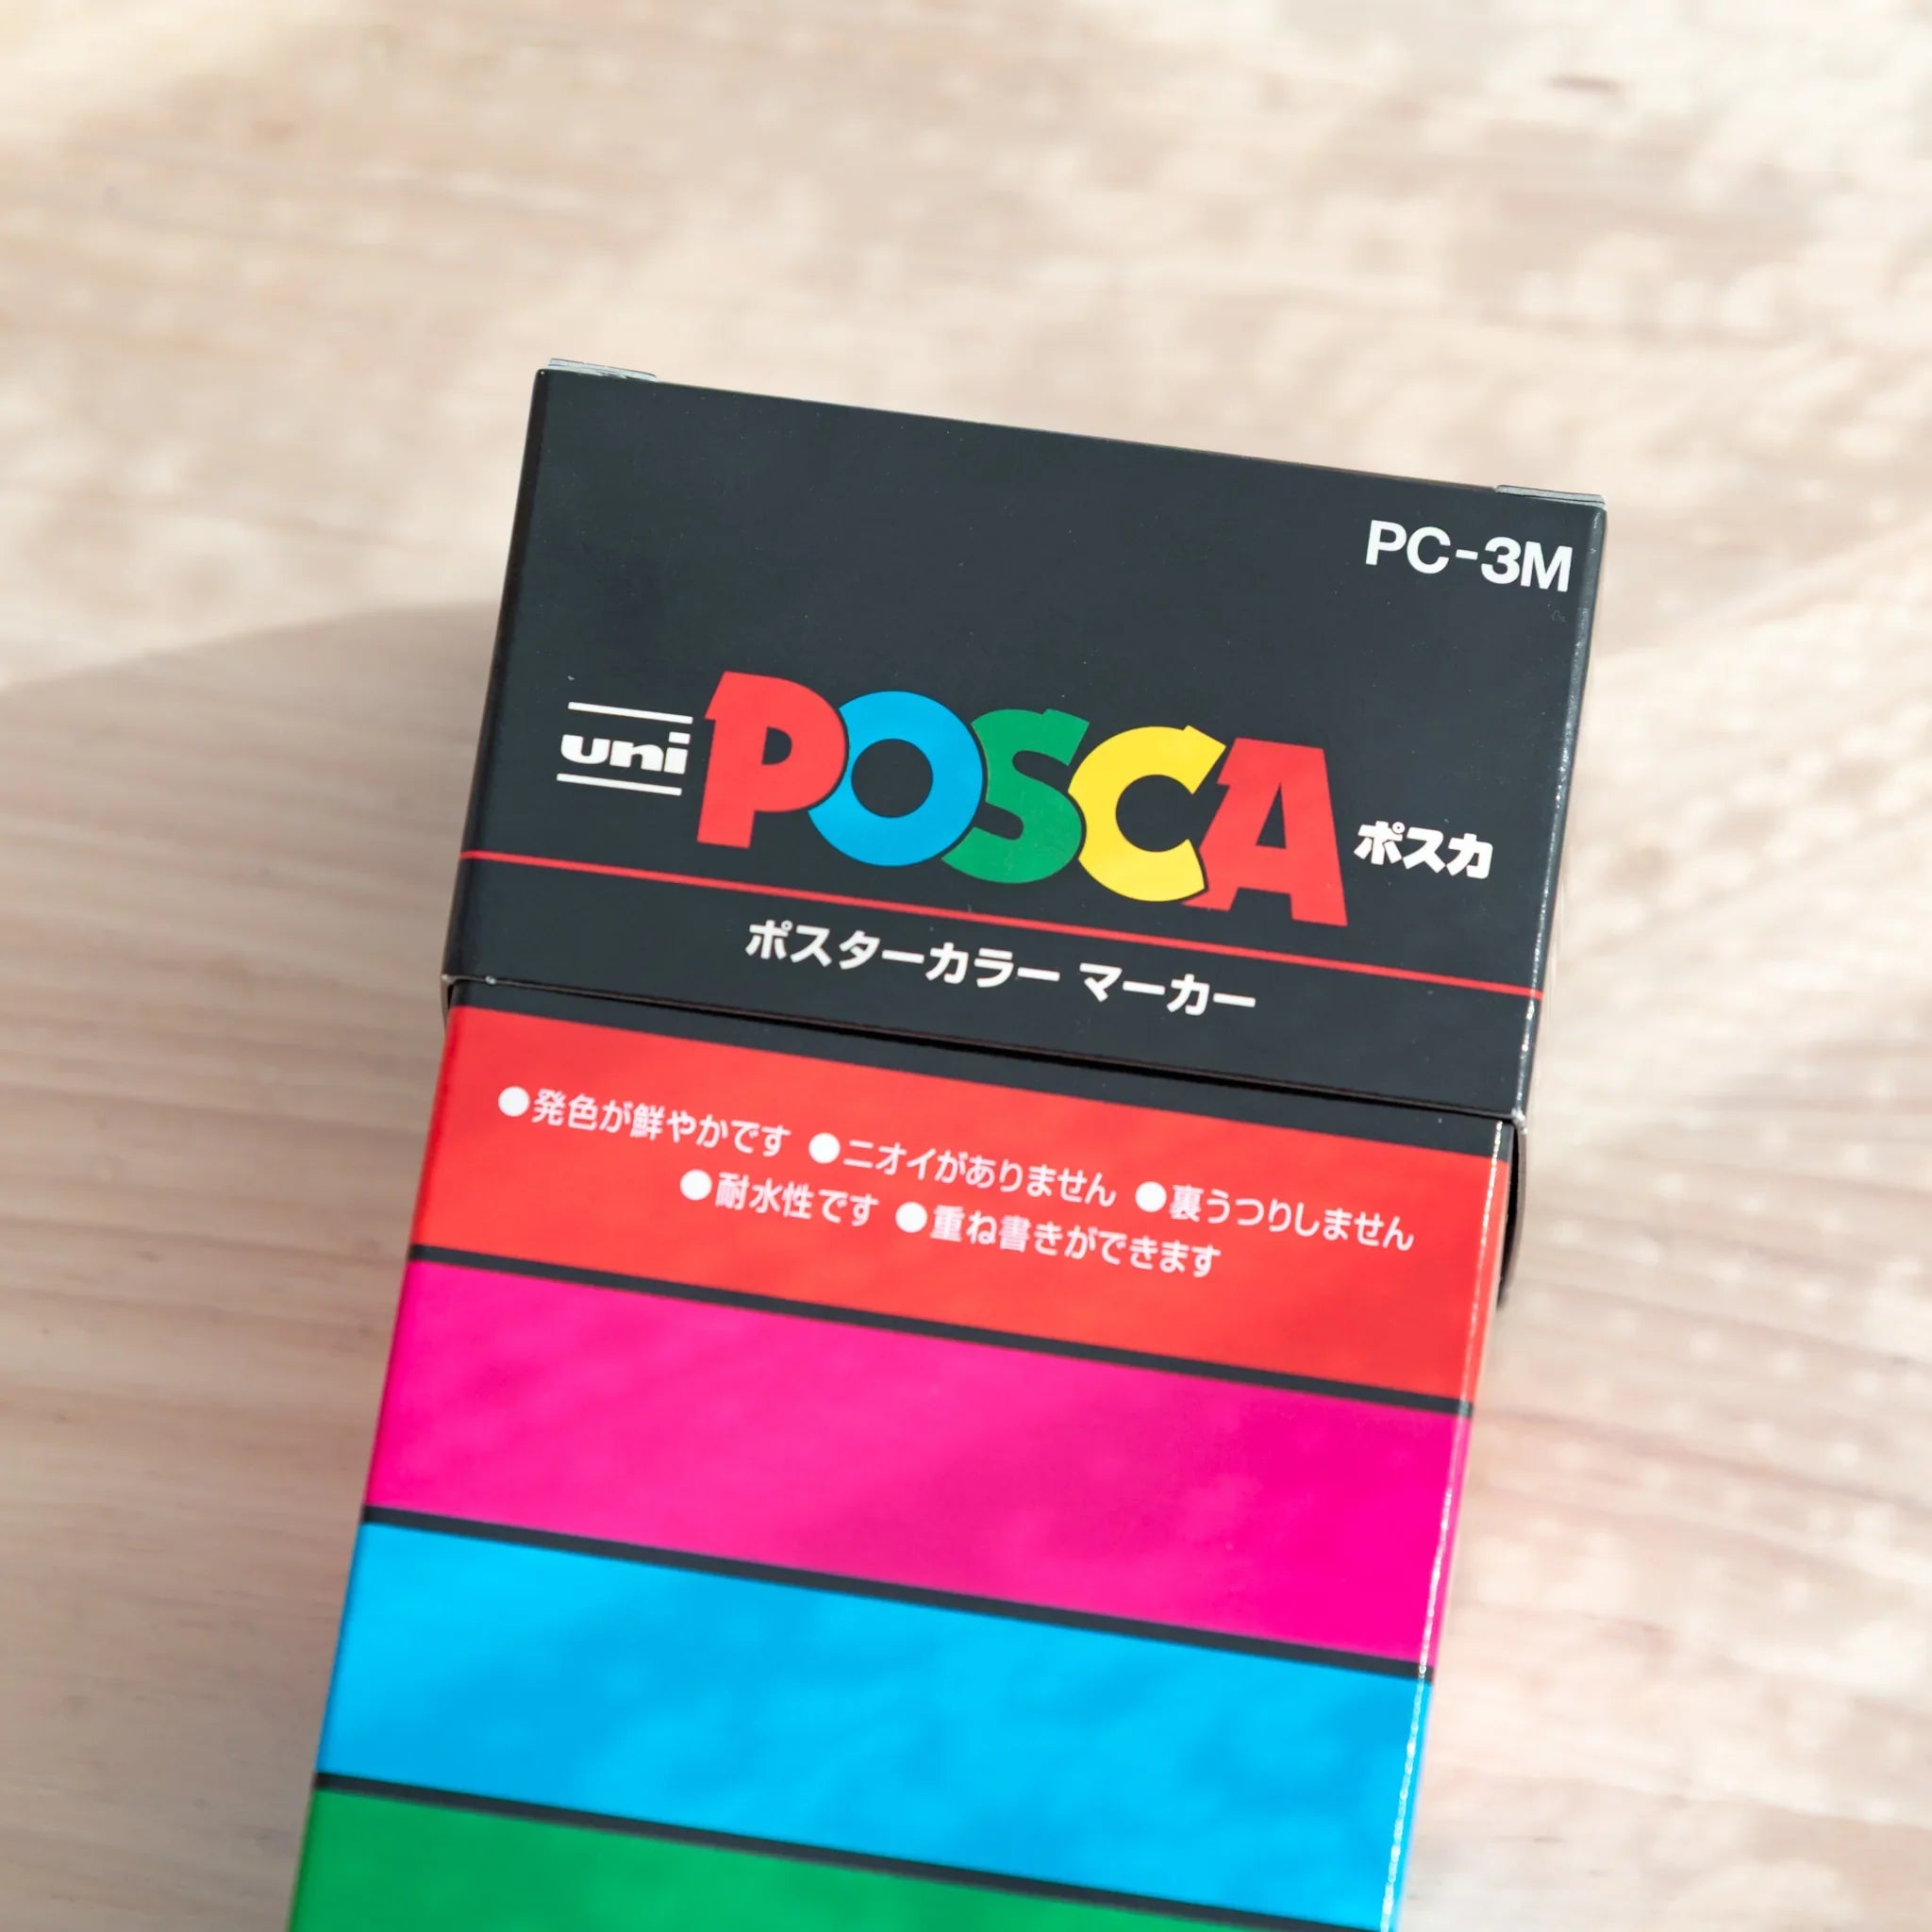 PC-3M
uni POSCA ポスカ
ポスターカラー マーカー
●発色が鮮やかです ●ニオイがありません ●裏うつりしません
●耐水性です ●重ね書きができます